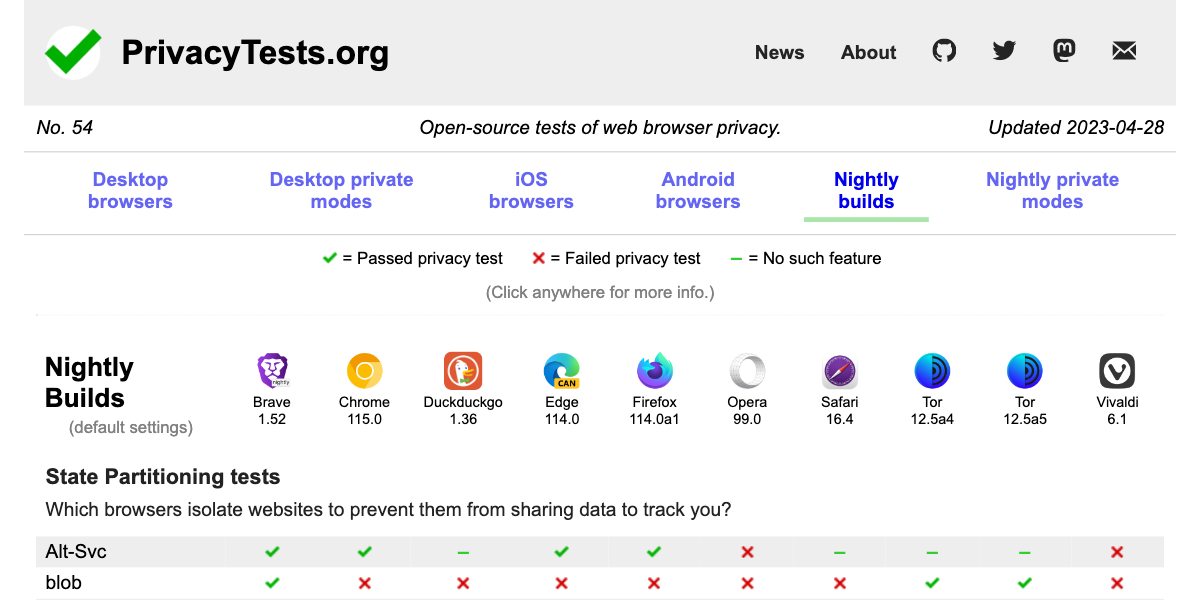 PrivacyTests.org
News About
No. 54 Open-source tests of web browser privacy. Updated 2023-04-28
Desktop browsers Desktop private modes iOS browsers Android browsers Nightly builds Nightly private modes
= Passed privacy test = Failed privacy test = No such feature
(Click anywhere for more info.)
Nightly
Builds
(default settings)
nightly
CAN
Brave Chrome Duckduckgo Edge Firefox Opera Safari Tor Tor Vivaldi
1.52 115.0 1.36 114.0 114.0a1 99.0 16.4 12.5a4 12.5a5 6.1
State Partitioning tests
Which browsers isolate websites to prevent them from sharing data to track you?
Alt-Svc
blob